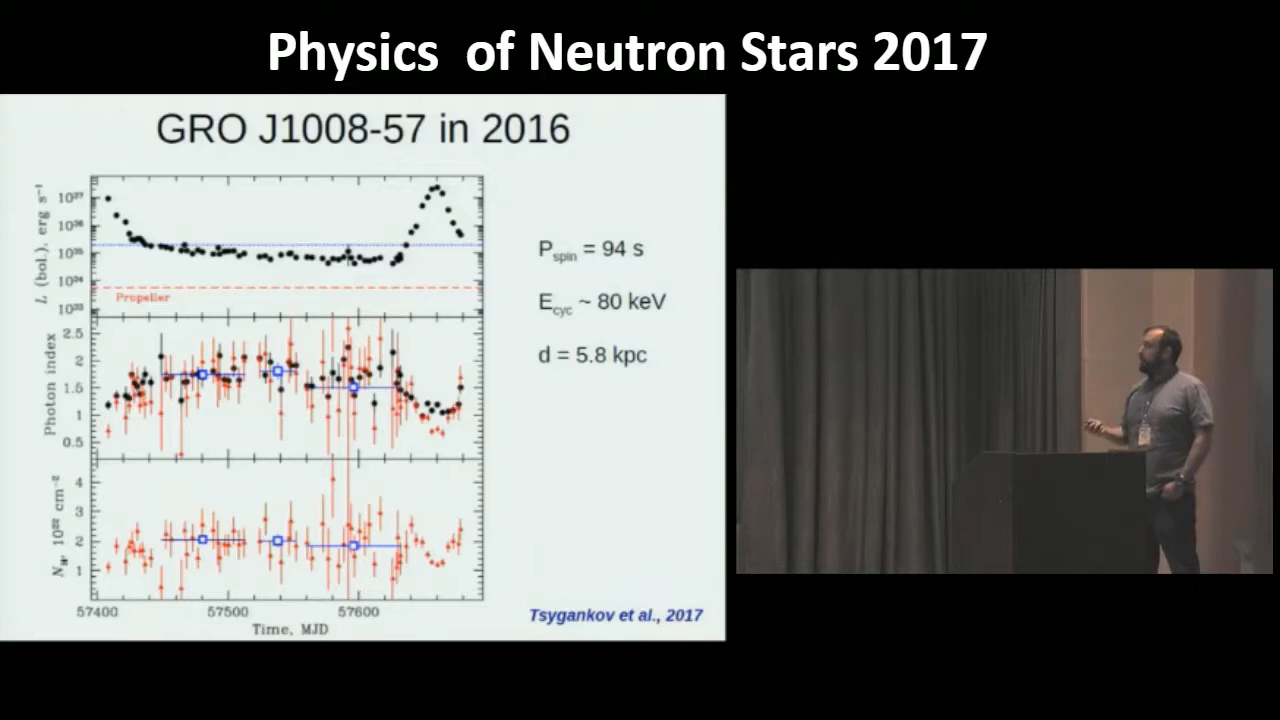 Physics of Neutron Stars 2017
GRO J1008-57 in 2016
L (bol.), erg s⁻¹
10³⁷
10³⁶
10³⁵
10³⁴
10³³
Propeller
Photon index
2.5
2
1.5
1
0.5
N_H, 10²² cm⁻²
4
3
2
1
57400 57500 57600
Time, MJD
P_spin = 94 s
E_cyc ~ 80 keV
d = 5.8 kpc
Tsygankov et al., 2017